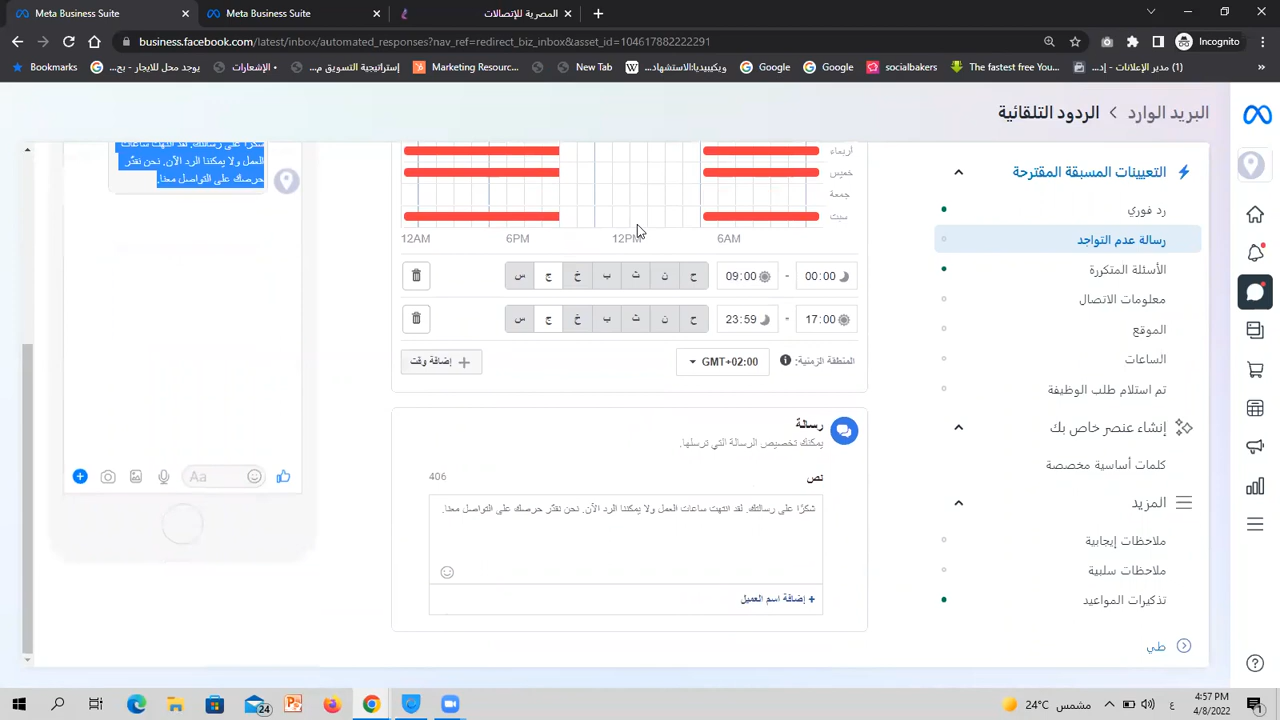 Meta Business Suite
Meta Business Suite
المصرية للإتصالات
business.facebook.com/latest/inbox/automated_responses?nav_ref=redirect_biz_inbox&asset_id=104617882222291
Incognito
Bookmarks
يوجد محل للايجار - بع...
الإشعارات •
إستراتيجية التسويق م...
Marketing Resourc...
New Tab
ويكيبيديا:الاستشهاد...
Google
Google
socialbakers
The fastest free You...
(1) مدير الإعلانات - إد...
»
البريد الوارد
الردود التلقائية
التعيينات المسبقة المقترحة
رد فوري
رسالة عدم التواجد
الأسئلة المتكررة
معلومات الاتصال
الموقع
الساعات
تم استلام طلب الوظيفة
إنشاء عنصر خاص بك
كلمات أساسية مخصصة
المزيد
ملاحظات إيجابية
ملاحظات سلبية
تذكيرات المواعيد
طي
أربعاء
خميس
جمعة
سبت
12AM 6PM 12PM 6AM
00:00 - 09:00 ح ن ث ب خ ج س
17:00 - 23:59 ح ن ث ب خ ج س
المنطقة الزمنية:
GMT+02:00
إضافة وقت
رسالة
يمكنك تخصيص الرسالة التي ترسلها.
نص
406
شكرًا على رسالتك. لقد انتهت ساعات العمل ولا يمكننا الرد الآن. نحن نقدّر حرصك على التواصل معنا.
+ إضافة اسم العميل
شكرًا على رسالتك. لقد انتهت ساعات
العمل ولا يمكننا الرد الآن. نحن نقدّر
حرصك على التواصل معنا.
Aa
24
24°C مشمس
ع
4:57 PM
4/8/2022
1